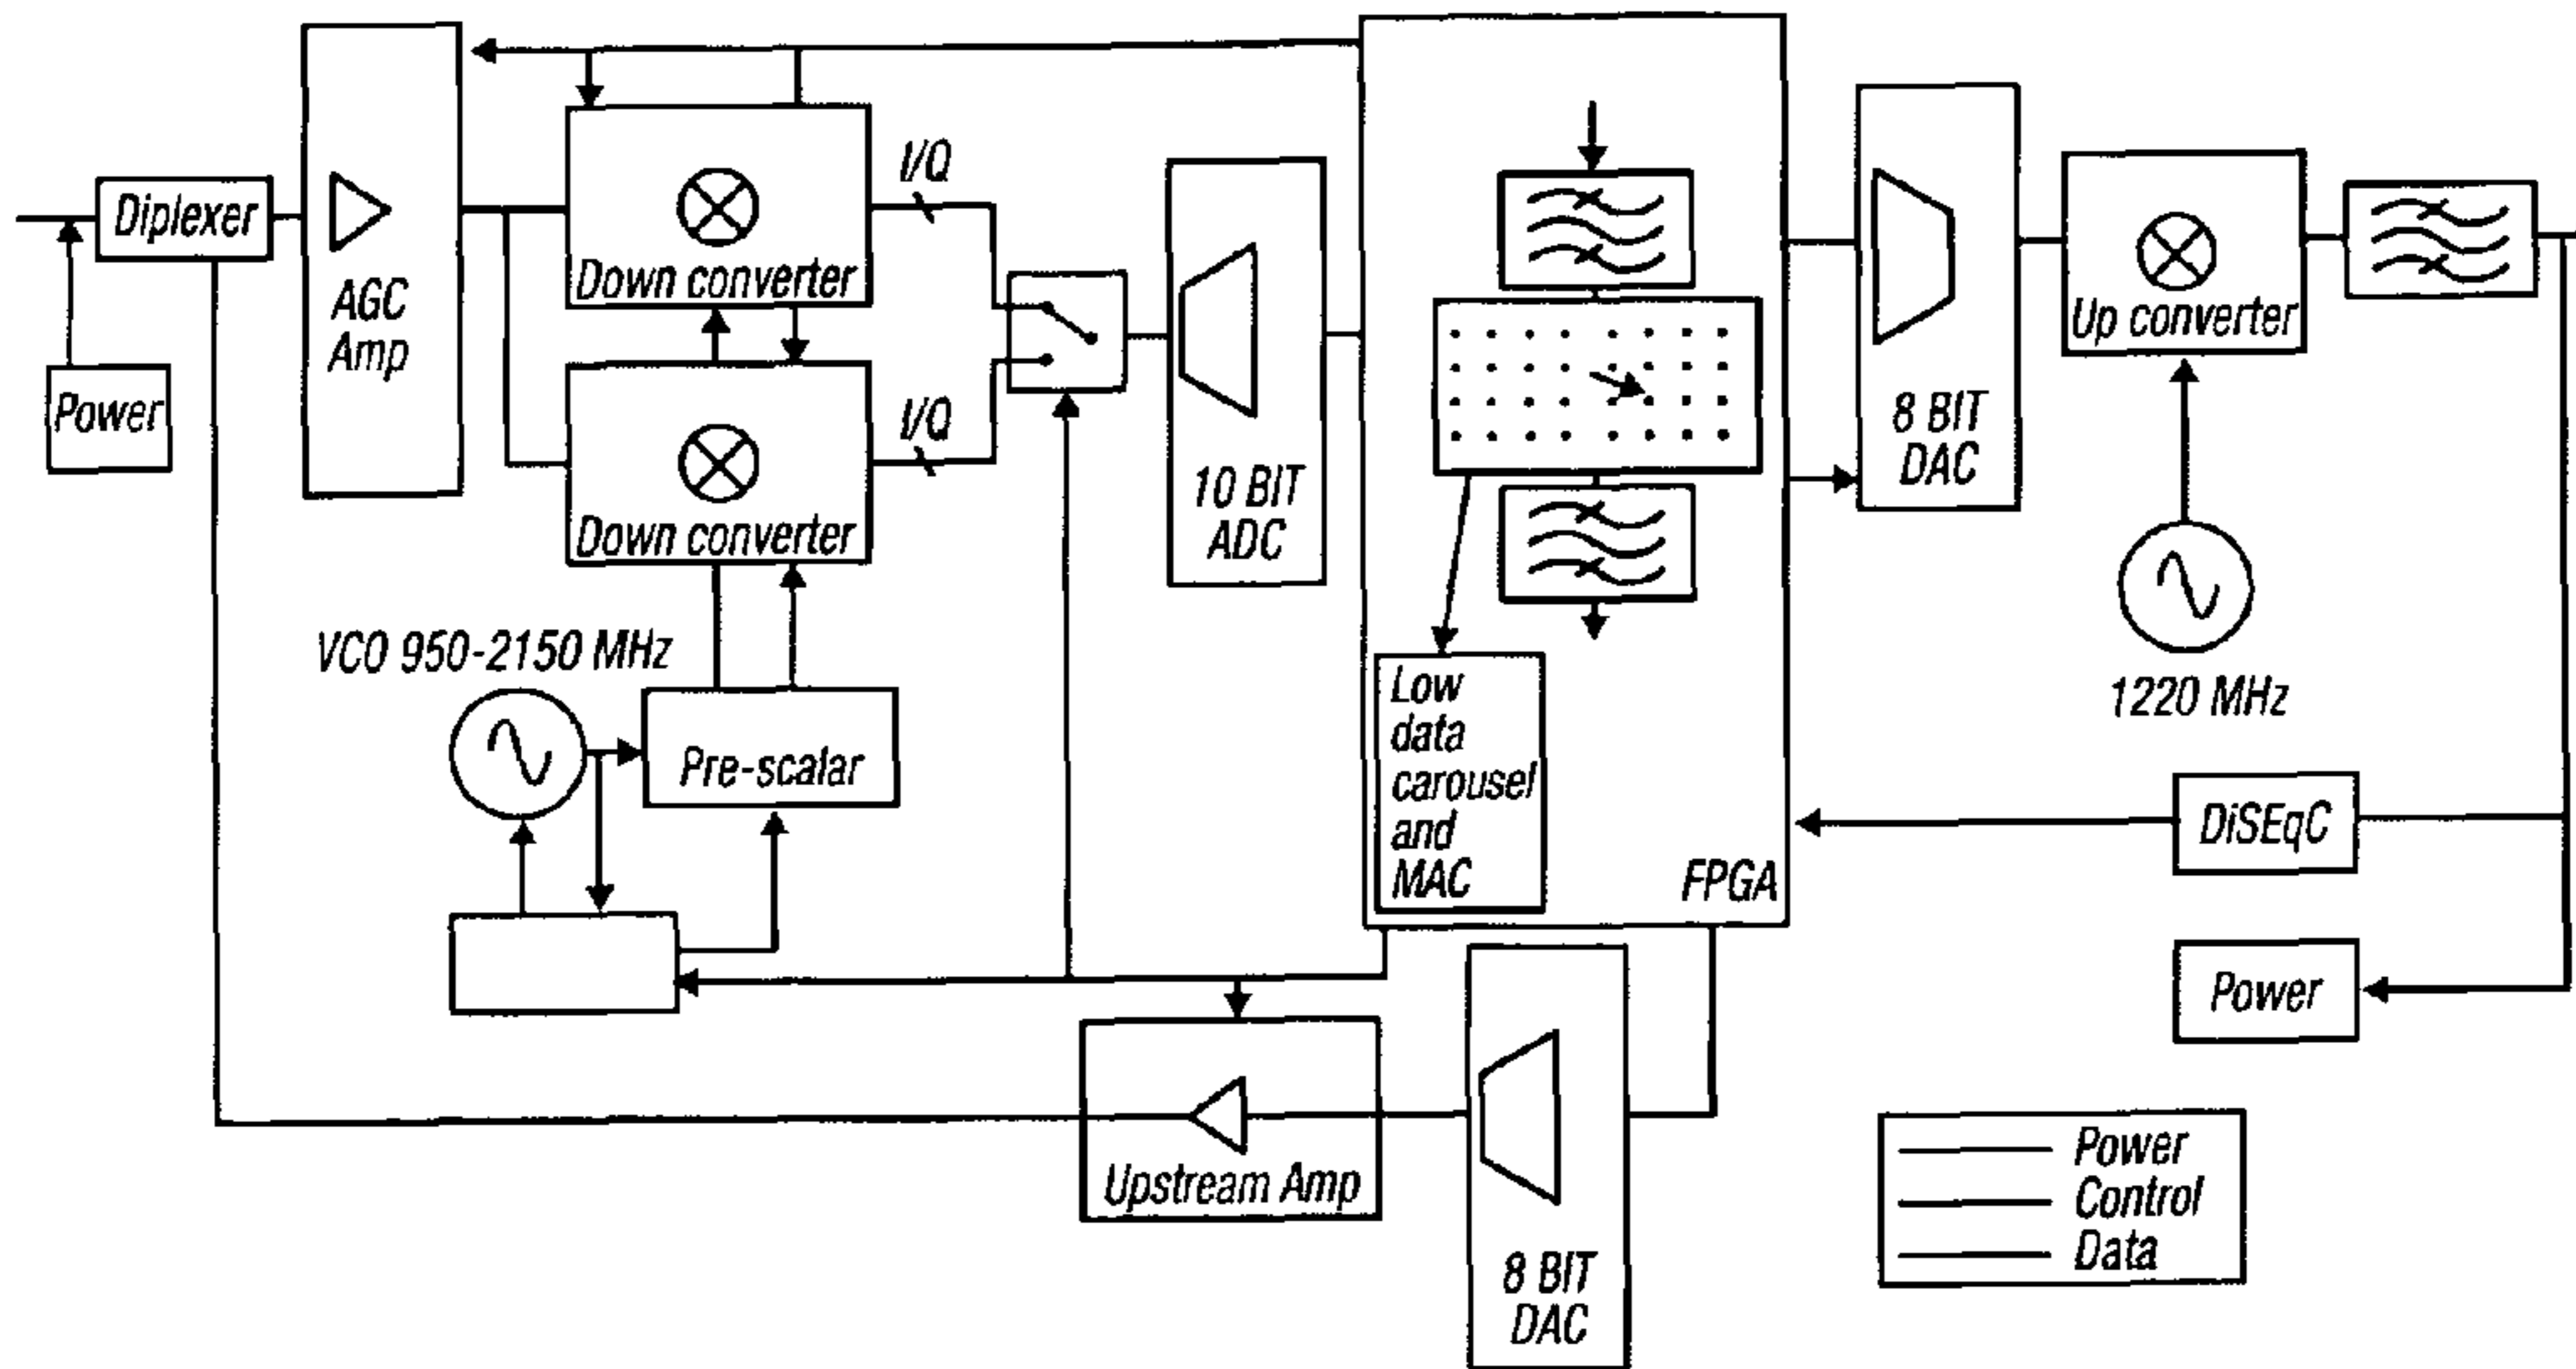 Diplexer
Power
AGC
Amp
Down converter
I/Q
Down converter
I/Q
VCO 950-2150 MHz
Pre-scalar
10 BIT
ADC
Low
data
carousel
and
MAC
FPGA
8 BIT
DAC
Up converter
1220 MHz
DiSEqC
Power
Upstream Amp
8 BIT
DAC
Power
Control
Data